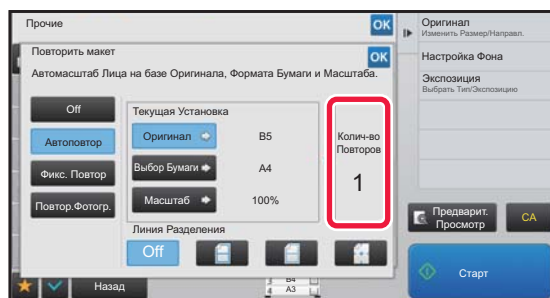 Прочие
OK
Повторить макет
OK
Автомасштаб Лица на базе Оригинала, Формата Бумаги и Масштаба.
Off
Автоповтор
Фикс. Повтор
Повтор.Фотогр.
Текущая Установка
Оригинал
B5
Выбор Бумаги
A4
Масштаб
100%
Колич-во
Повторов
1
Линия Разделения
Off
Назад
B4
4 A3
Оригинал
Изменить Размер/Направл.
Настройка Фона
Экспозиция
Выбрать Тип/Экспозицию
Предварит.
Просмотр
CA
Старт